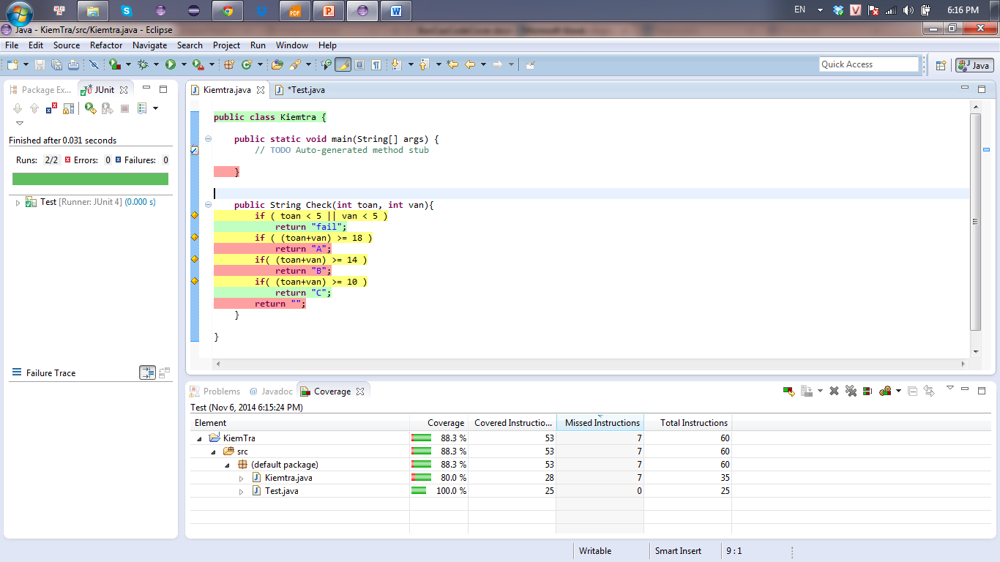 EN 6:16 PM
Java - KiemTra/src/Kiemtra.java - Eclipse
File Edit Source Refactor Navigate Search Project Run Window Help
Quick Access Java
Package Ex... JUnit
Finished after 0.031 seconds
Runs: 2/2 Errors: 0 Failures: 0
Test [Runner: JUnit 4] (0.000 s)
Failure Trace
Kiemtra.java *Test.java
public class Kiemtra {
public static void main(String[] args) {
// TODO Auto-generated method stub
}
public String Check(int toan, int van){
if ( toan < 5 || van < 5 )
return "fail";
if ( (toan+van) >= 18 )
return "A";
if( (toan+van) >= 14 )
return "B";
if( (toan+van) >= 10 )
return "C";
return "";
}
}
Problems @ Javadoc Coverage
Test (Nov 6, 2014 6:15:24 PM)
Element Coverage Covered Instructio... Missed Instructions Total Instructions
KiemTra 88.3 % 53 7 60
src 88.3 % 53 7 60
(default package) 88.3 % 53 7 60
Kiemtra.java 80.0 % 28 7 35
Test.java 100.0 % 25 0 25
Writable Smart Insert 9 : 1